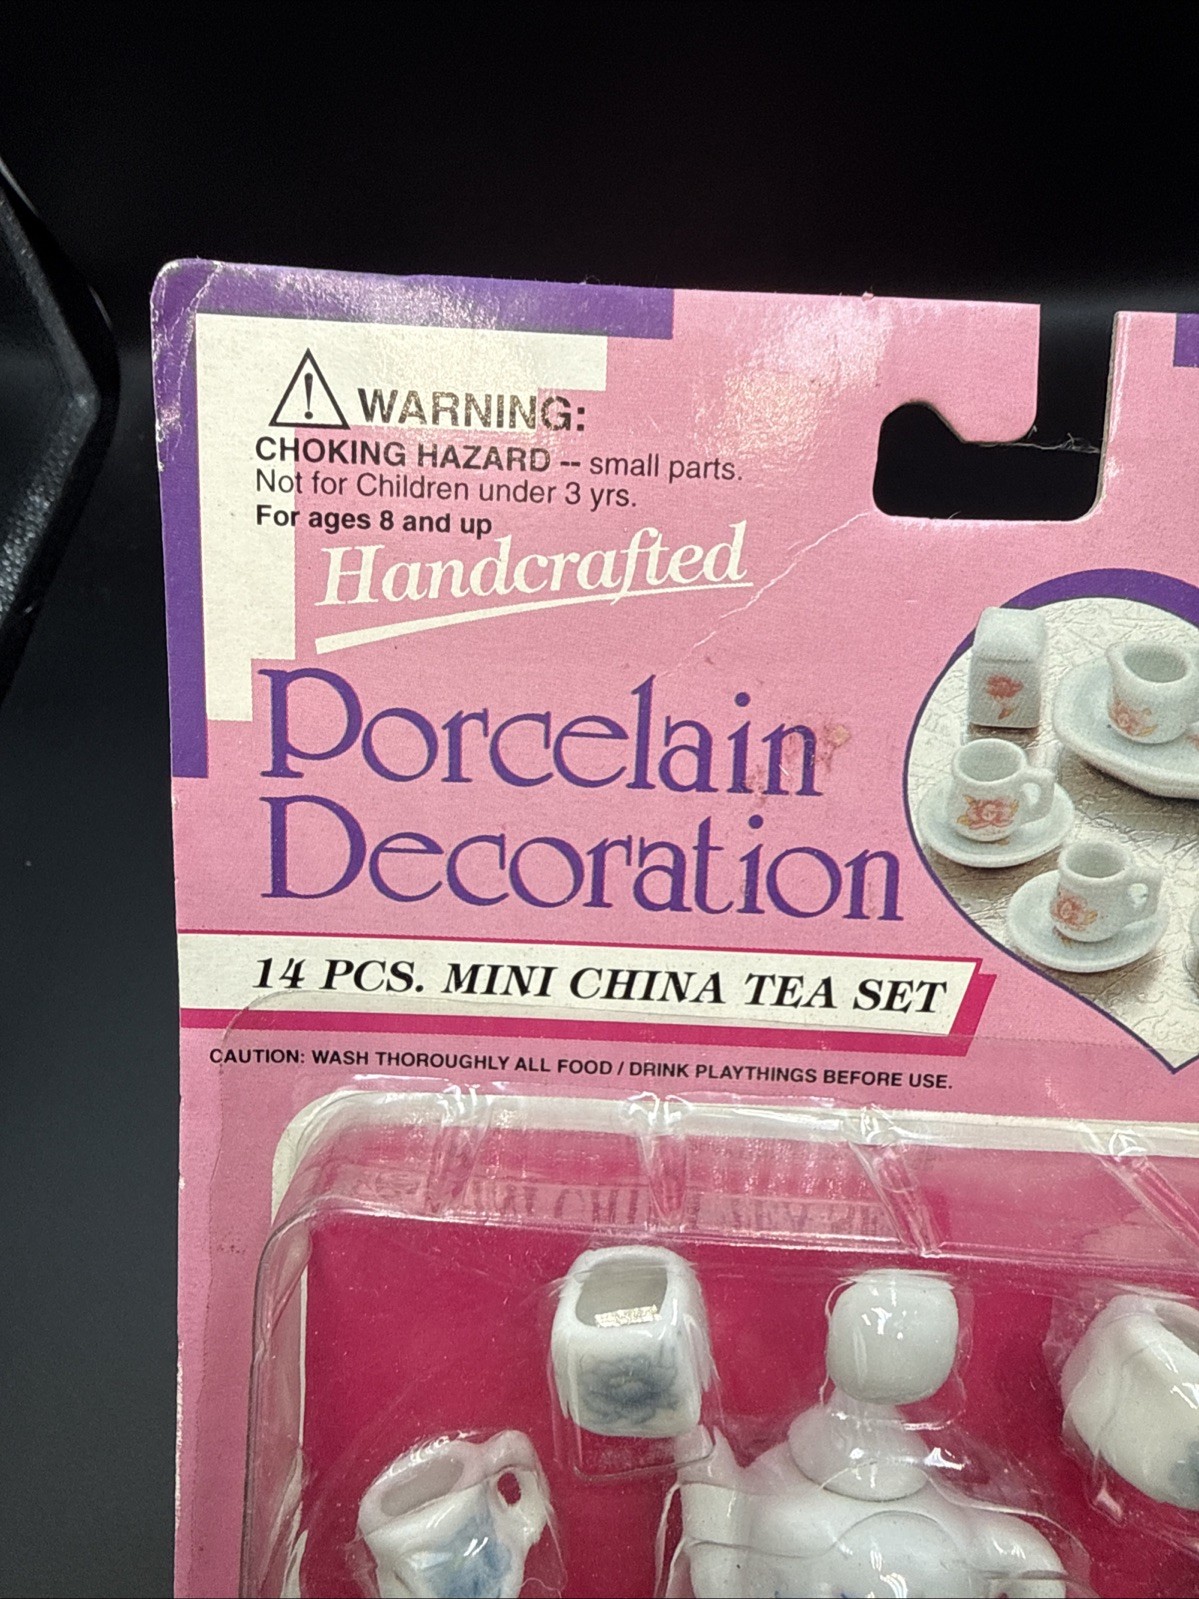 WARNING:
CHOKING HAZARD -- small parts.
Not for Children under 3 yrs.
For ages 8 and up
Handcrafted
Porcelain
Decoration
14 PCS. MINI CHINA TEA SET
CAUTION: WASH THOROUGHLY ALL FOOD / DRINK PLAYTHINGS BEFORE USE.